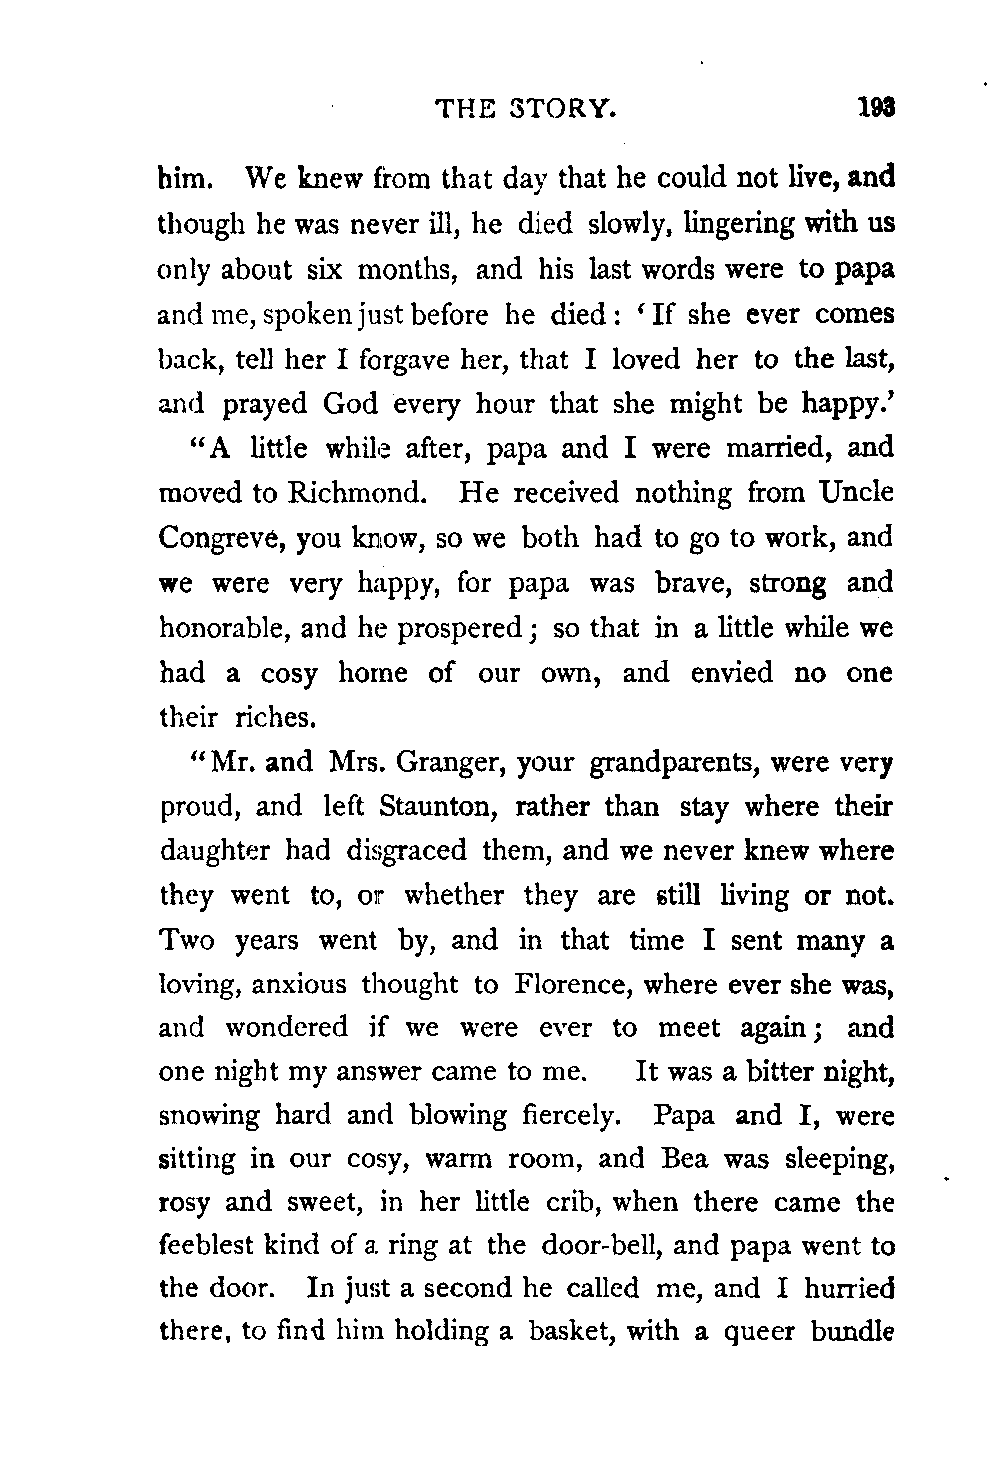 THE STORY. 193
him. We knew from that day that he could not live, and
though he was never ill, he died slowly, lingering with us
only about six months, and his last words were to papa
and me, spoken just before he died : ‘ If she ever comes
back, tell her I forgave her, that I loved her to the last,
and prayed God every hour that she might be happy.’
“A little while after, papa and I were married, and
moved to Richmond. He received nothing from Uncle
Congreve, you know, so we both had to go to work, and
we were very happy, for papa was brave, strong and
honorable, and he prospered ; so that in a little while we
had a cosy home of our own, and envied no one
their riches.
“Mr. and Mrs. Granger, your grandparents, were very
proud, and left Staunton, rather than stay where their
daughter had disgraced them, and we never knew where
they went to, or whether they are still living or not.
Two years went by, and in that time I sent many a
loving, anxious thought to Florence, where ever she was,
and wondered if we were ever to meet again ; and
one night my answer came to me. It was a bitter night,
snowing hard and blowing fiercely. Papa and I, were
sitting in our cosy, warm room, and Bea was sleeping,
rosy and sweet, in her little crib, when there came the
feeblest kind of a ring at the door-bell, and papa went to
the door. In just a second he called me, and I hurried
there, to find him holding a basket, with a queer bundle